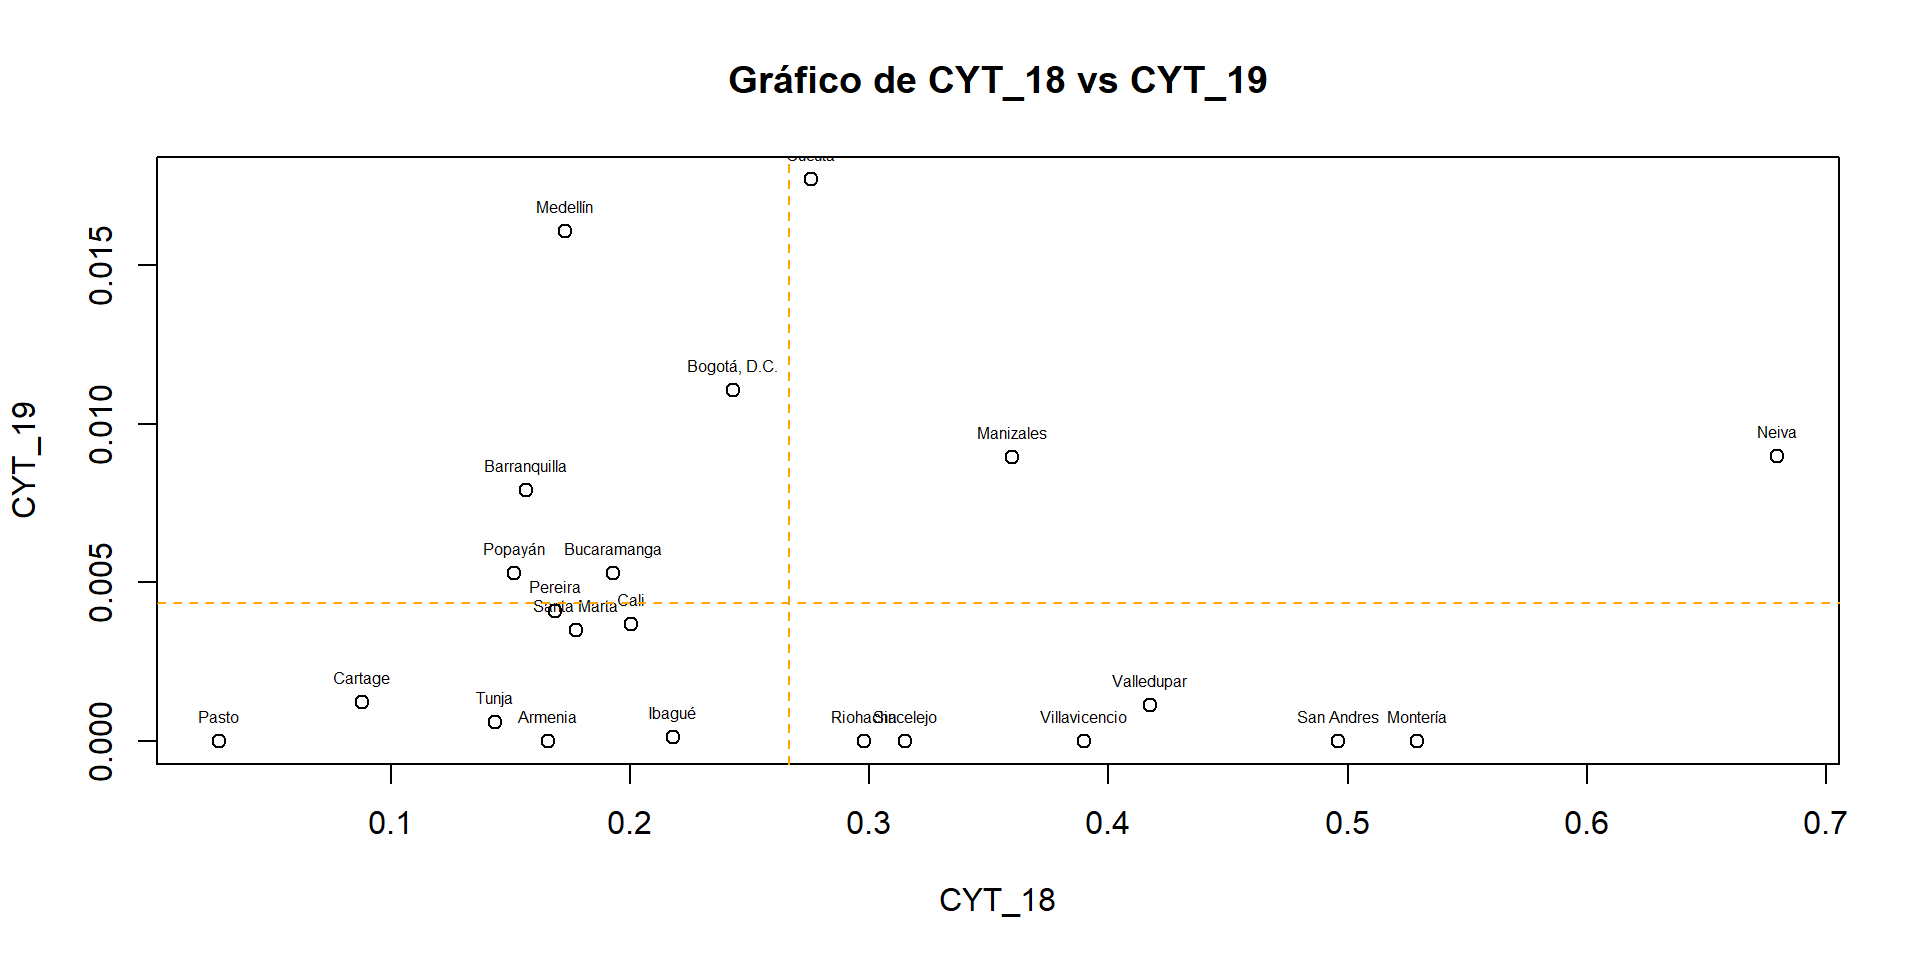 Gráfico de CYT_18 vs CYT_19
Medellín
Bogotá, D.C.
Manizales
Neiva
Barranquilla
Popayán
Bucaramanga
Pereira
Santa Marta
Cali
Cartage
Tunja
Valledupar
Pasto
Armenia
Ibagué
Riohacha
Sincelejo
Villavicencio
San Andres
Montería
0.015
0.010
0.005
0.000
CYT_19
0.1
0.2
0.3
0.4
0.5
0.6
0.7
CYT_18